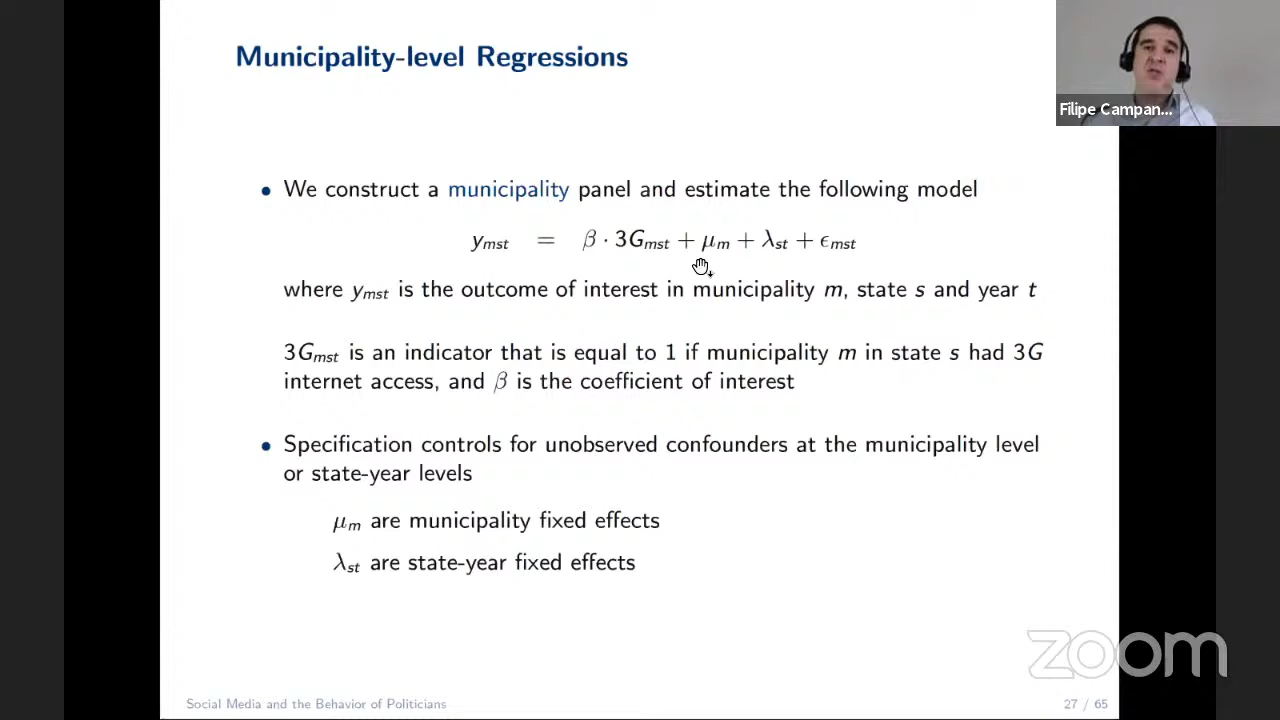 Municipality-level Regressions
Filipe Campan...
• We construct a municipality panel and estimate the following model
y_mst = β · 3G_mst + μ_m + λ_st + ϵ_mst
where y_mst is the outcome of interest in municipality m, state s and year t
3G_mst is an indicator that is equal to 1 if municipality m in state s had 3G
internet access, and β is the coefficient of interest
• Specification controls for unobserved confounders at the municipality level
or state-year levels
μ_m are municipality fixed effects
λ_st are state-year fixed effects
zoom
Social Media and the Behavior of Politicians
27 / 65